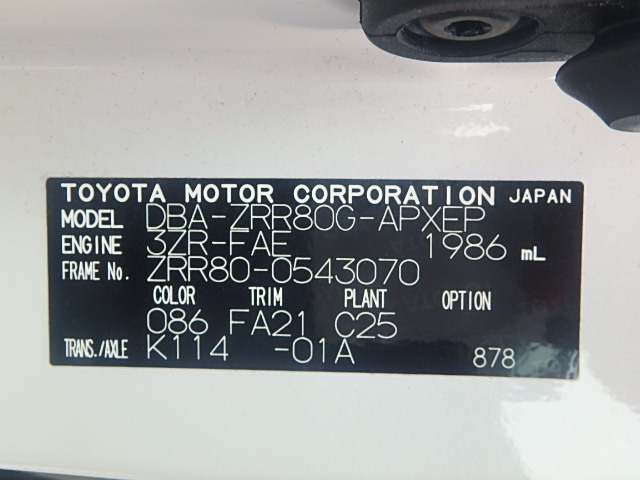 TOYOTA MOTOR CORPORATION JAPAN
MODEL DBA-ZRR80G-APXEP
ENGINE 3ZR-FAE 1986 mL
FRAME No. ZRR80-0543070
COLOR TRIM PLANT OPTION
086 FA21 C25
TRANS./AXLE K114 -01A 878